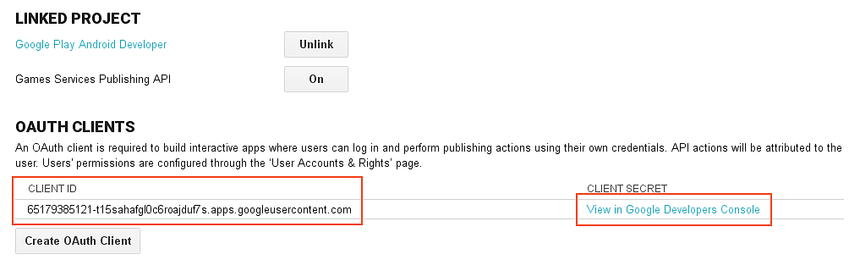 LINKED PROJECT
Google Play Android Developer Unlink
Games Services Publishing API On
OAUTH CLIENTS
An OAuth client is required to build interactive apps where users can log in and perform publishing actions using their own credentials. API actions will be attributed to the
user. Users' permissions are configured through the 'User Accounts & Rights' page.
CLIENT ID CLIENT SECRET
65179385121-t15sahafgl0c6roajduf7s.apps.googleusercontent.com View in Google Developers Console
Create OAuth Client